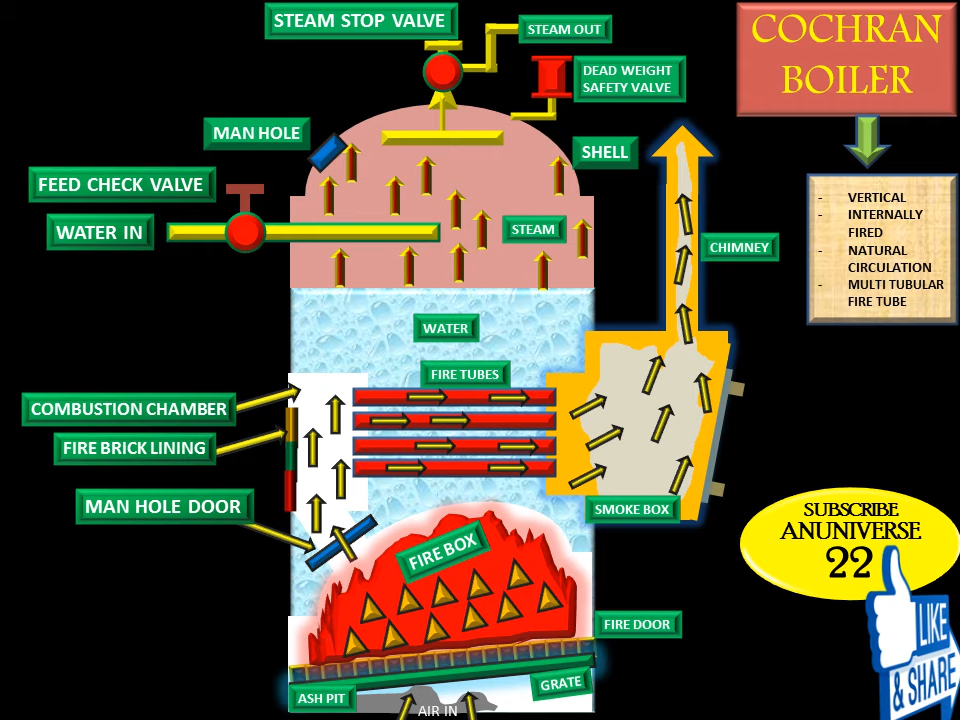 STEAM STOP VALVE
STEAM OUT
DEAD WEIGHT
SAFETY VALVE
COCHRAN
BOILER
MAN HOLE
SHELL
FEED CHECK VALVE
WATER IN
STEAM
CHIMNEY
- VERTICAL
- INTERNALLY
FIRED
- NATURAL
CIRCULATION
- MULTI TUBULAR
FIRE TUBE
WATER
FIRE TUBES
COMBUSTION CHAMBER
FIRE BRICK LINING
MAN HOLE DOOR
SMOKE BOX
FIRE BOX
SUBSCRIBE
ANUNIVERSE
22
LIKE
& SHARE
FIRE DOOR
GRATE
ASH PIT
AIR IN